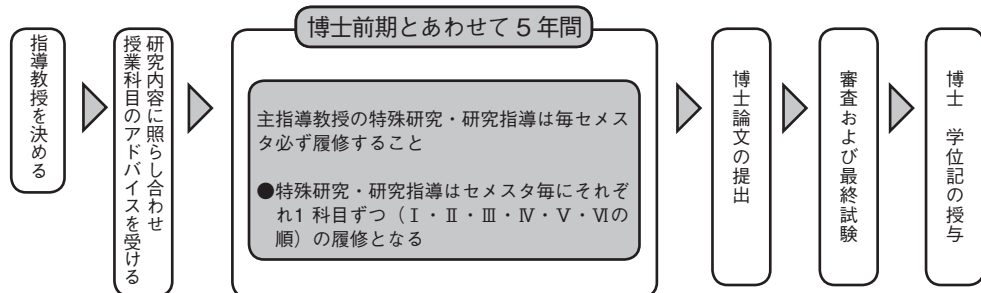 指導教授を決める
研究内容に照らし合わせ
授業科目のアドバイスを受ける
博士前期とあわせて5年間
主指導教授の特殊研究・研究指導は毎セメス
タ必ず履修すること
●特殊研究・研究指導はセメスタ毎にそれぞ
れ1 科目ずつ（Ⅰ・Ⅱ・Ⅲ・Ⅳ・Ⅴ・Ⅵの
順）の履修となる
博士論文の提出
審査および最終試験
博士　学位記の授与